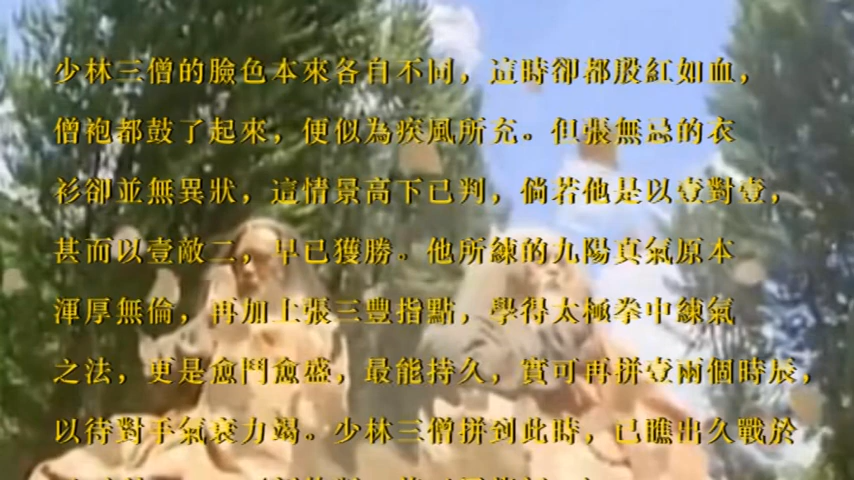 少林三僧的臉色本來各自不同，這時卻都殷紅如血，
僧袍都鼓了起來，便似為疾風所充。但張無忌的衣
衫卻並無異狀，這情景高下已判，倘若他是以壹對壹，
甚而以壹敵二，早已獲勝。他所練的九陽真氣原本
渾厚無倫，再加上張三豐指點，學得太極拳中練氣
之法，更是愈鬥愈盛，最能持久，實可再拼壹兩個時辰，
以待對手氣衰力竭。少林三僧拼到此時，已瞧出久戰於